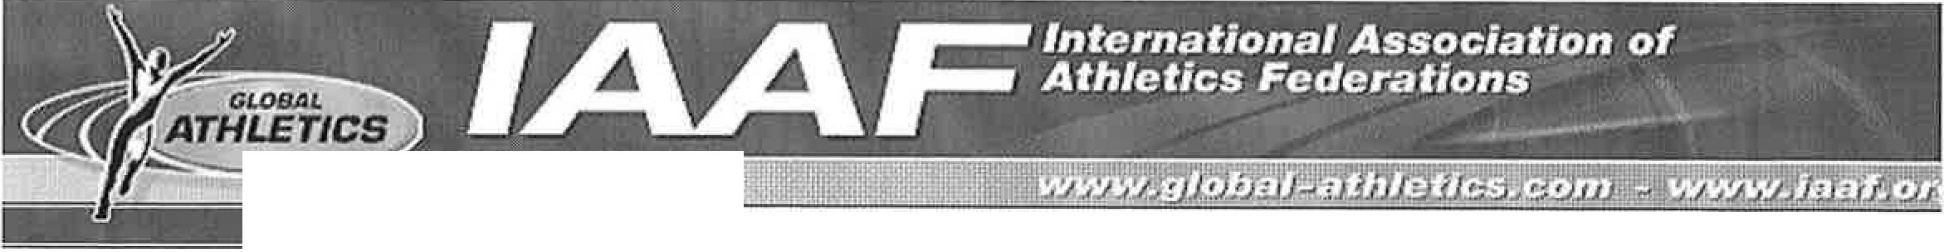 GLOBAL
ATHLETICS
IAAF
International Association of
Athletics Federations
www.global-athletics.com - www.iaaf.or